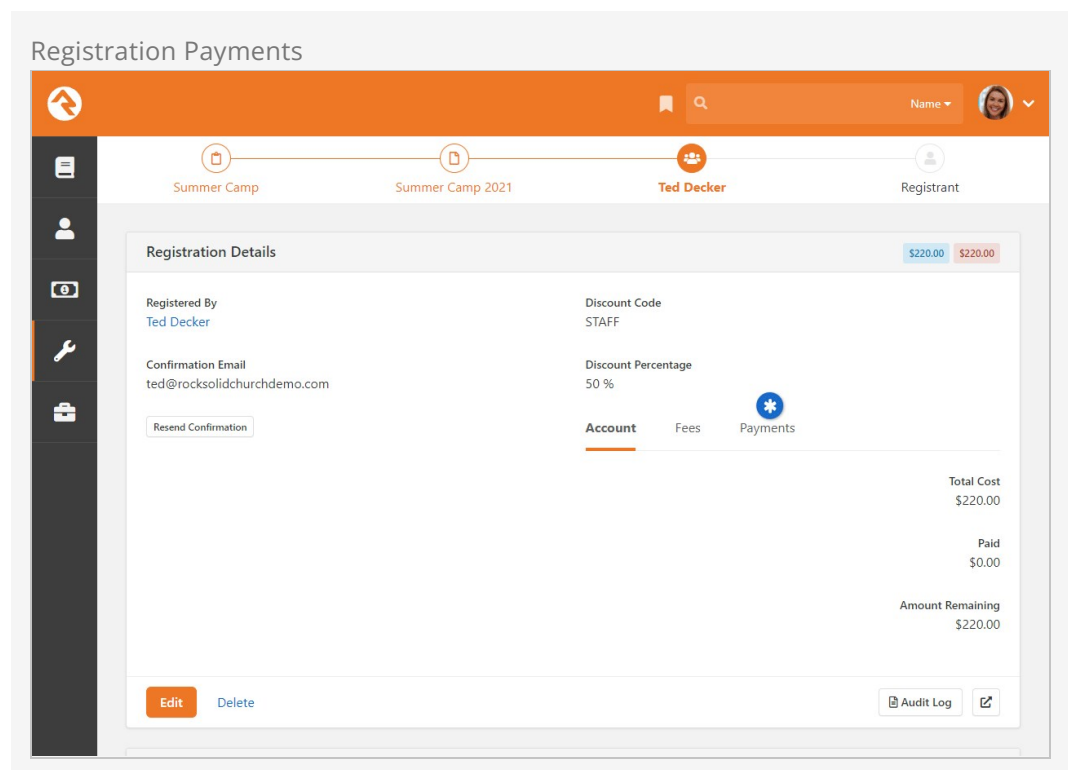 Registration Payments
Name
Summer Camp
Summer Camp 2021
Ted Decker
Registrant
Registration Details
$220.00 $220.00
Registered By
Ted Decker
Discount Code
STAFF
Confirmation Email
ted@rocksolidchurchdemo.com
Discount Percentage
50 %
Resend Confirmation
Account Fees Payments
Total Cost
$220.00
Paid
$0.00
Amount Remaining
$220.00
Edit Delete
Audit Log